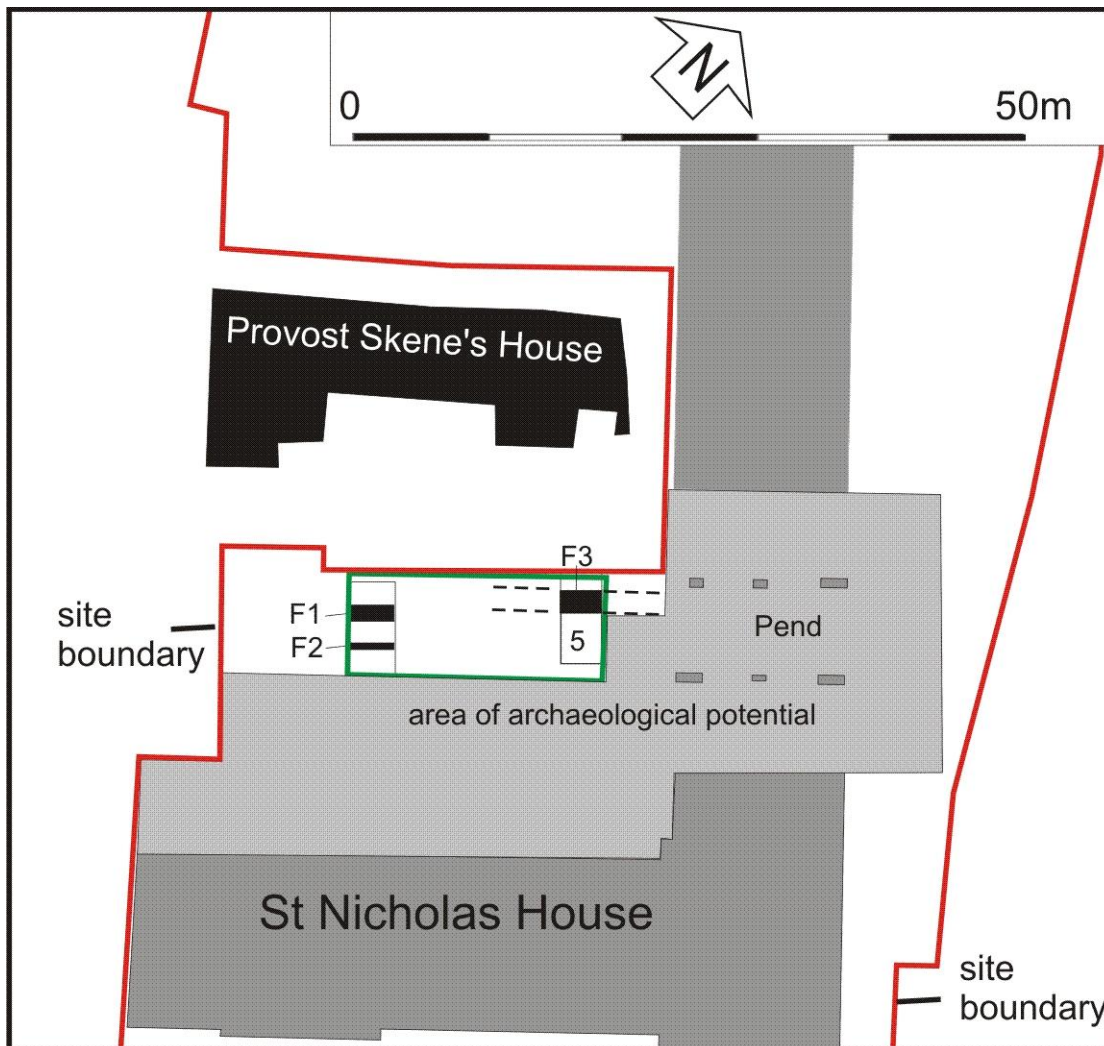 N
0
50m
Provost Skene's House
F3
F1
F2
5
site
boundary
Pend
area of archaeological potential
St Nicholas House
site
boundary